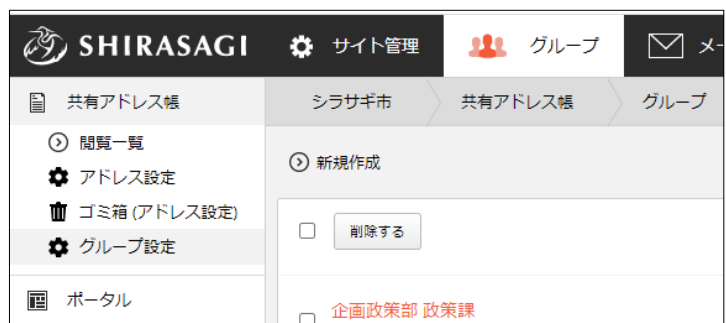 SHIRASAGI サイト管理 グループ メー
共有アドレス帳
シラサギ市 共有アドレス帳 グループ
閲覧一覧
アドレス設定
ゴミ箱 (アドレス設定)
グループ設定
ポータル
新規作成
削除する
企画政策部 政策課